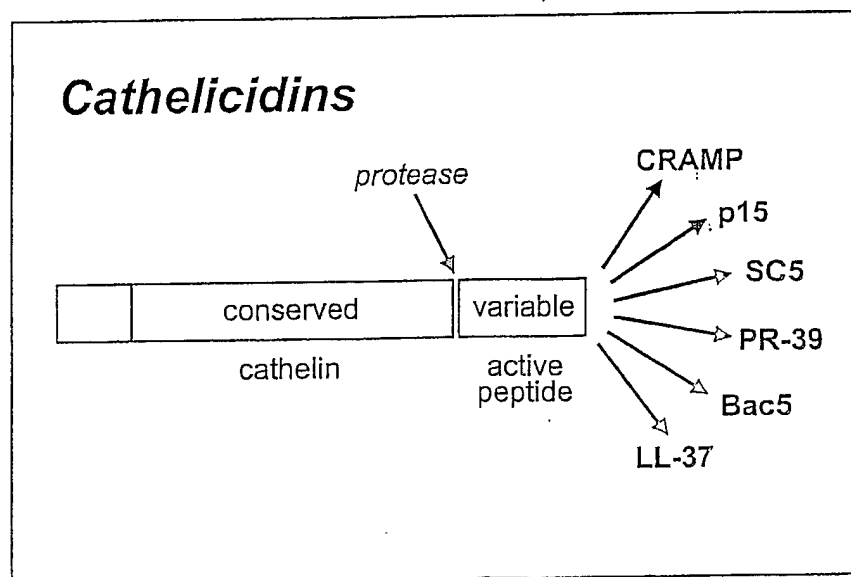 Cathelicidins
protease
CRAMP
p15
SC5
PR-39
Bac5
LL-37
conserved
variable
cathelin
active
peptide